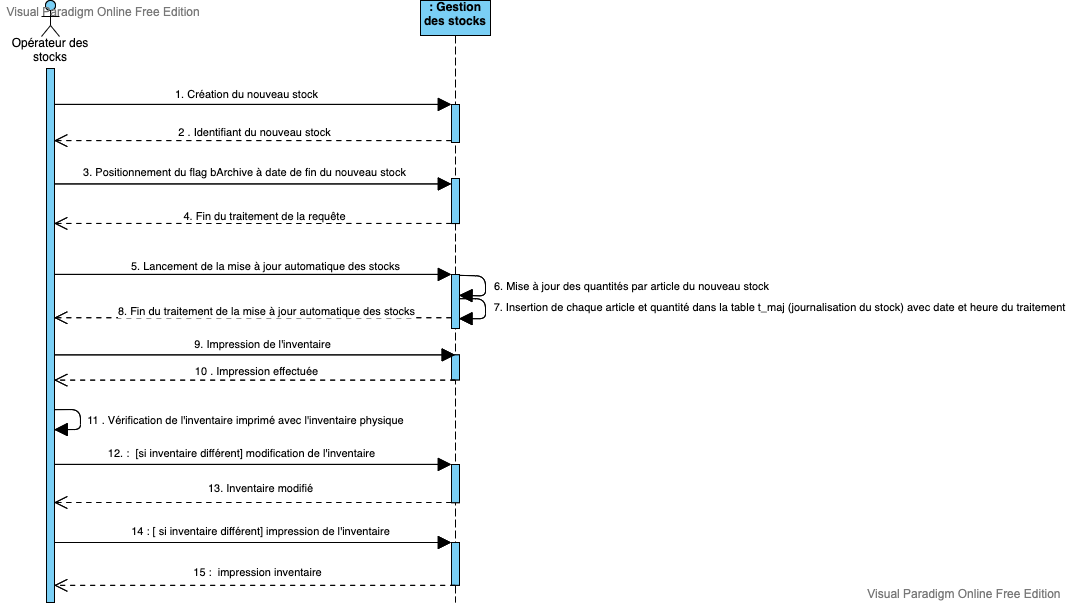 Visual Paradigm Online Free Edition
: Gestion
des stocks
Opérateur des
stocks
1. Création du nouveau stock
2 . Identifiant du nouveau stock
3. Positionnement du flag bArchive à date de fin du nouveau stock
4. Fin du traitement de la requête
5. Lancement de la mise à jour automatique des stocks
6. Mise à jour des quantités par article du nouveau stock
7. Insertion de chaque article et quantité dans la table t_maj (journalisation du stock) avec date et heure du traitement
8. Fin du traitement de la mise à jour automatique des stocks
9. Impression de l'inventaire
10 . Impression effectuée
11 . Vérification de l'inventaire imprimé avec l'inventaire physique
12. : [si inventaire différent] modification de l'inventaire
13. Inventaire modifié
14 : [ si inventaire différent] impression de l'inventaire
15 : impression inventaire
Visual Paradigm Online Free Edition